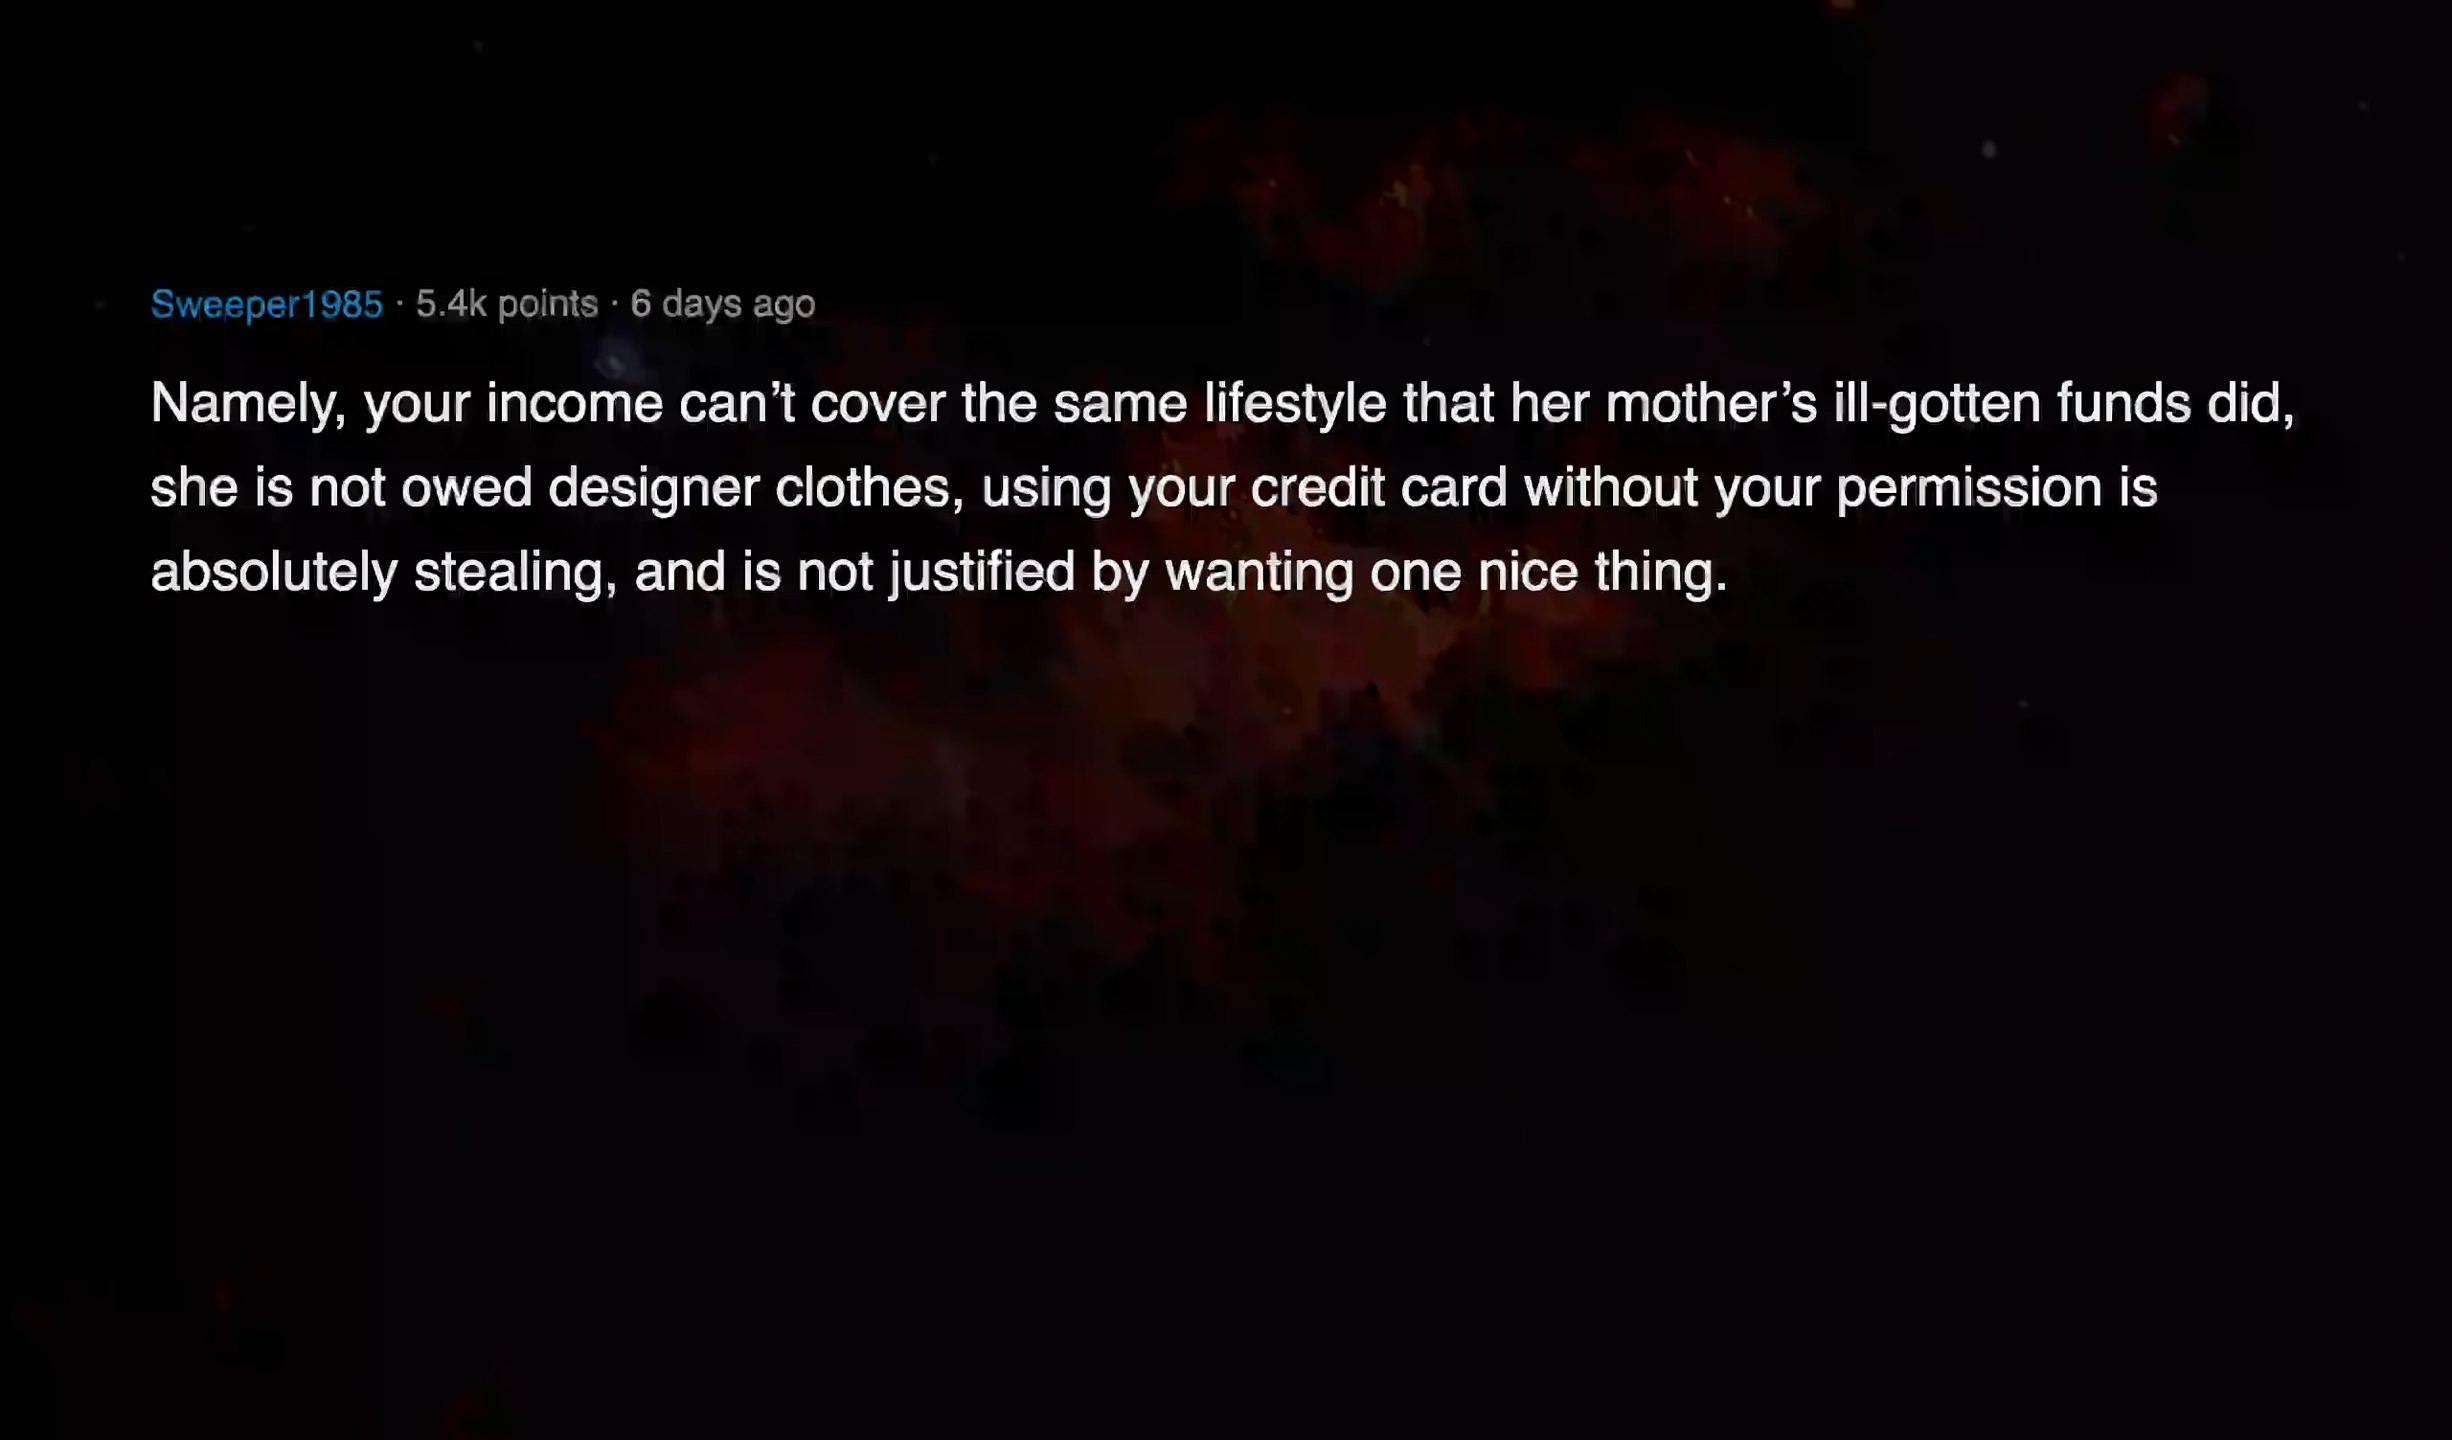 Sweeper1985 · 5.4k points · 6 days ago
Namely, your income can’t cover the same lifestyle that her mother’s ill-gotten funds did,
she is not owed designer clothes, using your credit card without your permission is
absolutely stealing, and is not justified by wanting one nice thing.